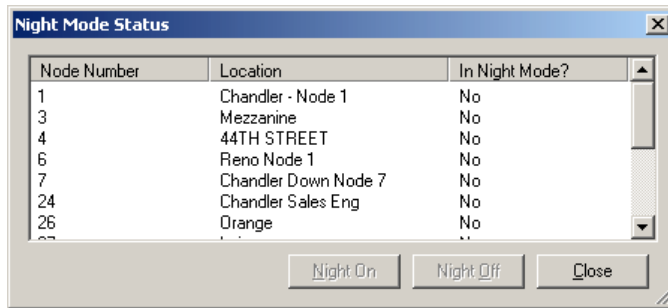 Night Mode Status
Node Number Location In Night Mode?
1 Chandler - Node 1 No
3 Mezzanine No
4 44TH STREET No
6 Reno Node 1 No
7 Chandler Down Node 7 No
24 Chandler Sales Eng No
26 Orange No
Night On Night Off Close